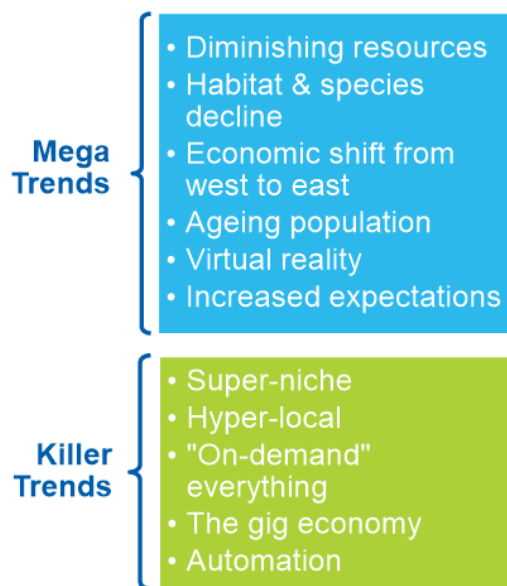 Mega
Trends
• Diminishing resources
• Habitat & species
decline
• Economic shift from
west to east
• Ageing population
• Virtual reality
• Increased expectations
Killer
Trends
• Super-niche
• Hyper-local
• "On-demand"
everything
• The gig economy
• Automation